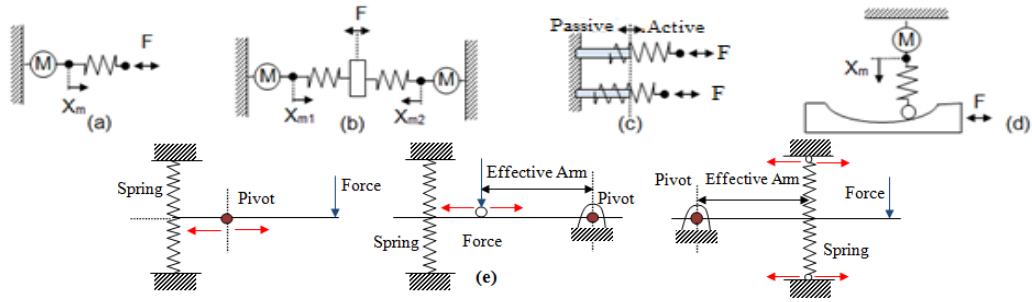 M
F
Xm
(a)
F
M
M
Xm1
Xm2
(b)
Passive Active
F
F
(c)
M
Xm
F
(d)
Spring
Pivot
Force
Effective Arm
Pivot
Spring
Force
Pivot
Effective Arm
Force
Spring
(e)